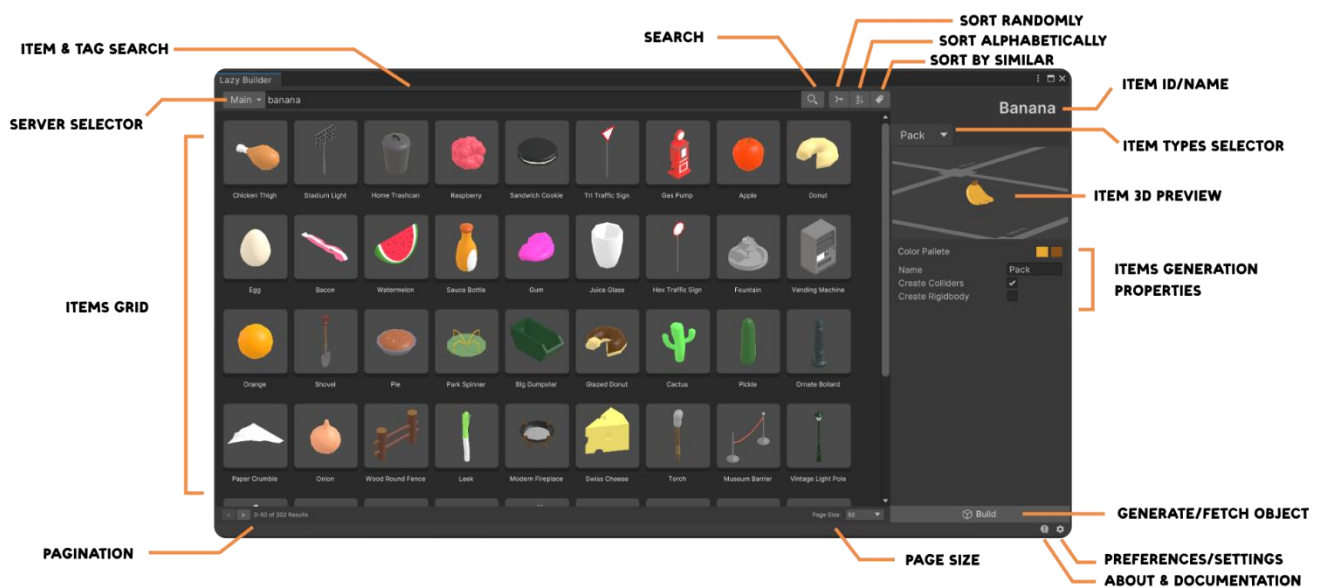 SORT RANDOMLY
SEARCH
SORT ALPHABETICALLY
ITEM & TAG SEARCH
SORT BY SIMILAR
Lazy Builder
ITEM ID/NAME
Main
banana
Banana
SERVER SELECTOR
Pack
ITEM TYPES SELECTOR
Chicken Thigh
Stadium Light
Home Trashcan
Raspberry
Sandwich Cookie
Tri Traffic Sign
Gas Pump
Apple
Donut
ITEM 3D PREVIEW
Color Pallete
Name
Pack
Create Colliders
Create Rigidbody
ITEMS GENERATION
PROPERTIES
Egg
Bacon
Watermelon
Sauce Bottle
Gum
Juice Glass
Hex Traffic Sign
Fountain
Vending Machine
ITEMS GRID
Orange
Shovel
Pie
Park Spinner
Big Dumpster
Glazed Donut
Cactus
Pickle
Ornate Bollard
Paper Crumble
Onion
Wood Round Fence
Leek
Modern Fireplace
Swiss Cheese
Torch
Museum Barrier
Vintage Light Pole
0-50 of 202 Results
Page Size:
50
Build
GENERATE/FETCH OBJECT
PAGINATION
PAGE SIZE
PREFERENCES/SETTINGS
ABOUT & DOCUMENTATION